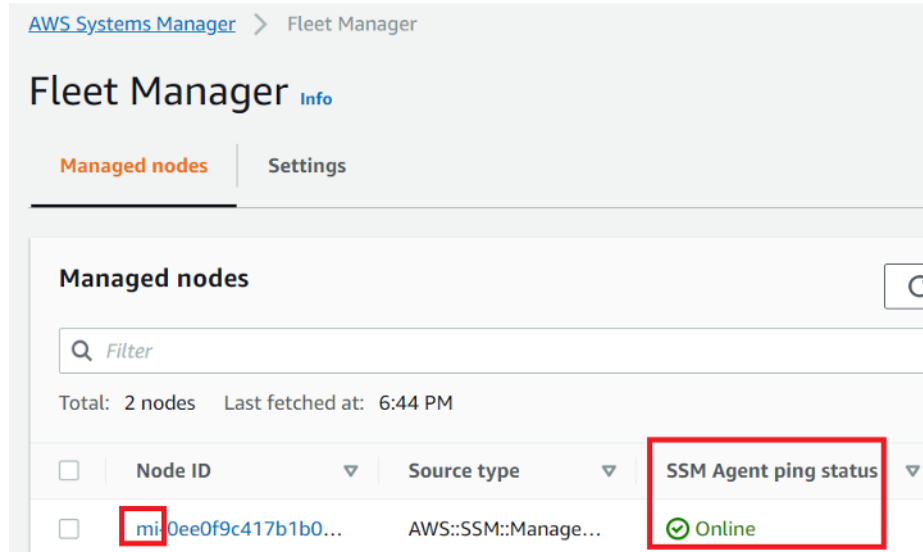 AWS Systems Manager > Fleet Manager
Fleet Manager Info
Managed nodes Settings
Managed nodes
Filter
Total: 2 nodes Last fetched at: 6:44 PM
Node ID Source type SSM Agent ping status
mi-0ee0f9c417b1b0... AWS::SSM::Manage... Online